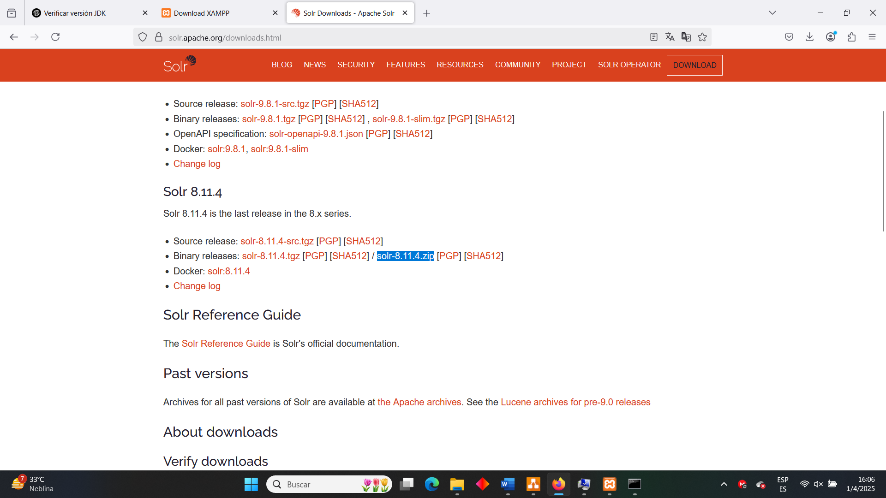 Verificar versión JDK
Download XAMPP
Solr Downloads - Apache Solr
solr.apache.org/downloads.html
Solr
BLOG NEWS SECURITY FEATURES RESOURCES COMMUNITY PROJECT SOLR OPERATOR DOWNLOAD
Source release: solr-9.8.1-src.tgz [PGP] [SHA512]
Binary releases: solr-9.8.1.tgz [PGP] [SHA512] , solr-9.8.1-slim.tgz [PGP] [SHA512]
OpenAPI specification: solr-openapi-9.8.1.json [PGP] [SHA512]
Docker: solr:9.8.1, solr:9.8.1-slim
Change log
Solr 8.11.4
Solr 8.11.4 is the last release in the 8.x series.
Source release: solr-8.11.4-src.tgz [PGP] [SHA512]
Binary releases: solr-8.11.4.tgz [PGP] [SHA512] / solr-8.11.4.zip [PGP] [SHA512]
Docker: solr:8.11.4
Change log
Solr Reference Guide
The Solr Reference Guide is Solr's official documentation.
Past versions
Archives for all past versions of Solr are available at the Apache archives. See the Lucene archives for pre-9.0 releases
About downloads
Verify downloads
7
33°C
Neblina
Buscar
ESP
ES
16:06
1/4/2025